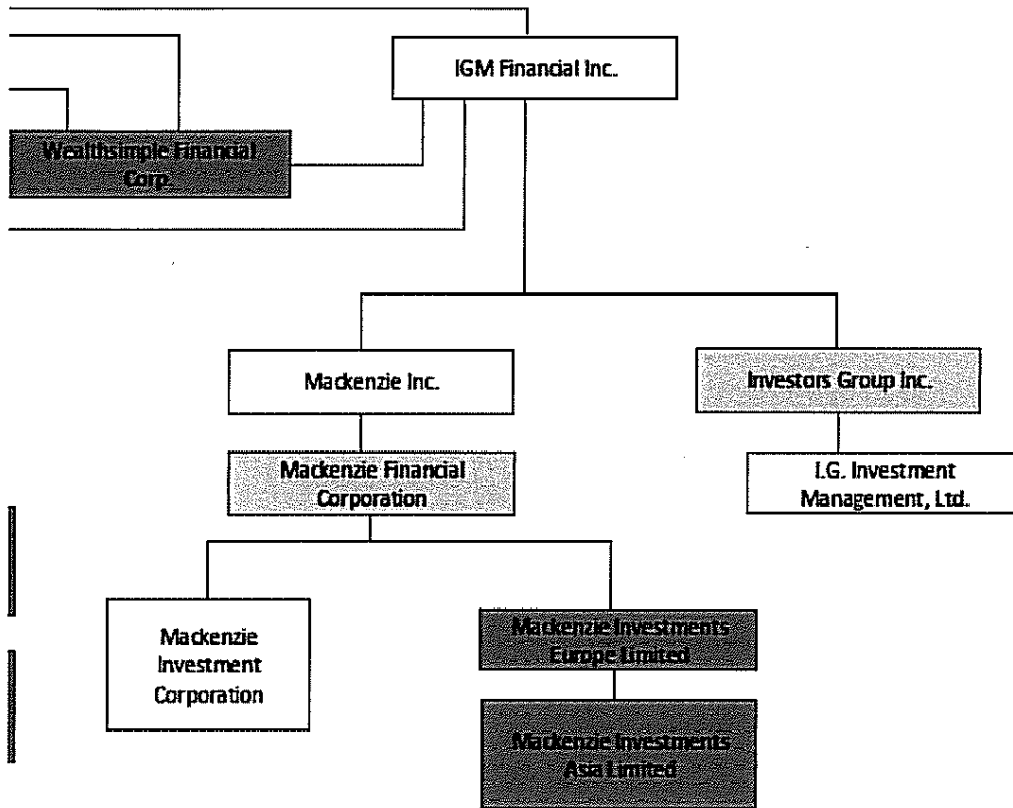 IGM Financial Inc.
Wealthsimple Financial
Corp.
Mackenzie Inc.
Investors Group Inc.
Mackenzie Financial
Corporation
I.G. Investment
Management, Ltd.
Mackenzie
Investment
Corporation
Mackenzie Investments
Europe Limited
Mackenzie Investments
Asia Limited